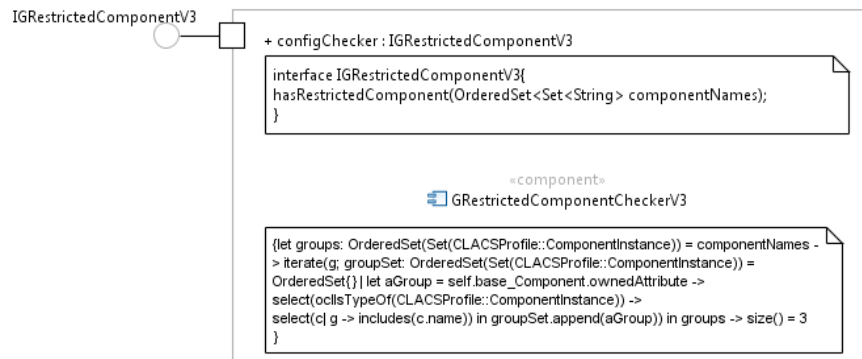 IGRestrictedComponentV3
+ configChecker : IGRestrictedComponentV3
interface IGRestrictedComponentV3{
hasRestrictedComponent(OrderedSet<Set<String> componentNames);
}
«component»
GRestrictedComponentCheckerV3
{let groups: OrderedSet(Set(CLACSProfile::ComponentInstance)) = componentNames -
> iterate(g; groupSet: OrderedSet(Set(CLACSProfile::ComponentInstance)) =
OrderedSet{} | let aGroup = self.base_Component.ownedAttribute ->
select(oclIsTypeOf(CLACSProfile::ComponentInstance)) ->
select(c| g -> includes(c.name)) in groupSet.append(aGroup)) in groups -> size() = 3
}